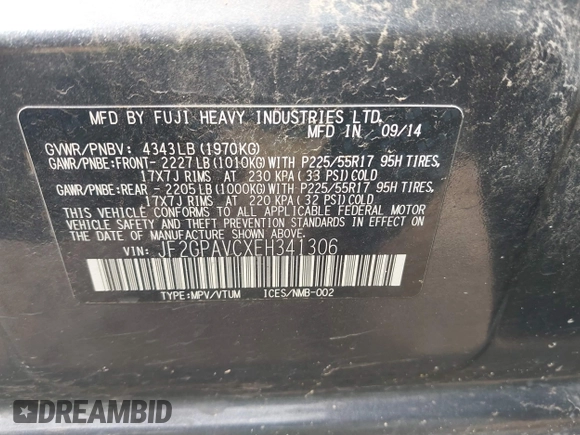 MFD BY FUJI HEAVY INDUSTRIES LTD.
MFD IN 09/14
GVWR/PNBV: 4343LB (1970KG)
GAWR/PNBE:FRONT- 2227LB(1010KG)WITH P225/55R17 95H TIRES,
17X7J RIMS AT 230 KPA( 33 PSI)COLD
GAWR/PNBE:REAR - 2205LB(1000KG)WITH P225/55R17 95H TIRES,
17X7J RIMS AT 220 KPA( 32 PSI)COLD
THIS VEHICLE CONFORMS TO ALL APPLICABLE FEDERAL MOTOR
VEHICLE SAFETY AND THEFT PREVENTION STANDARDS IN EFFECT ON
THE DATE OF MANUFACTURE SHOWN ABOVE.
VIN: JF2GPAVCXEH341306
TYPE:MPV/VTUM ICES/NMB-002
DREAMBID